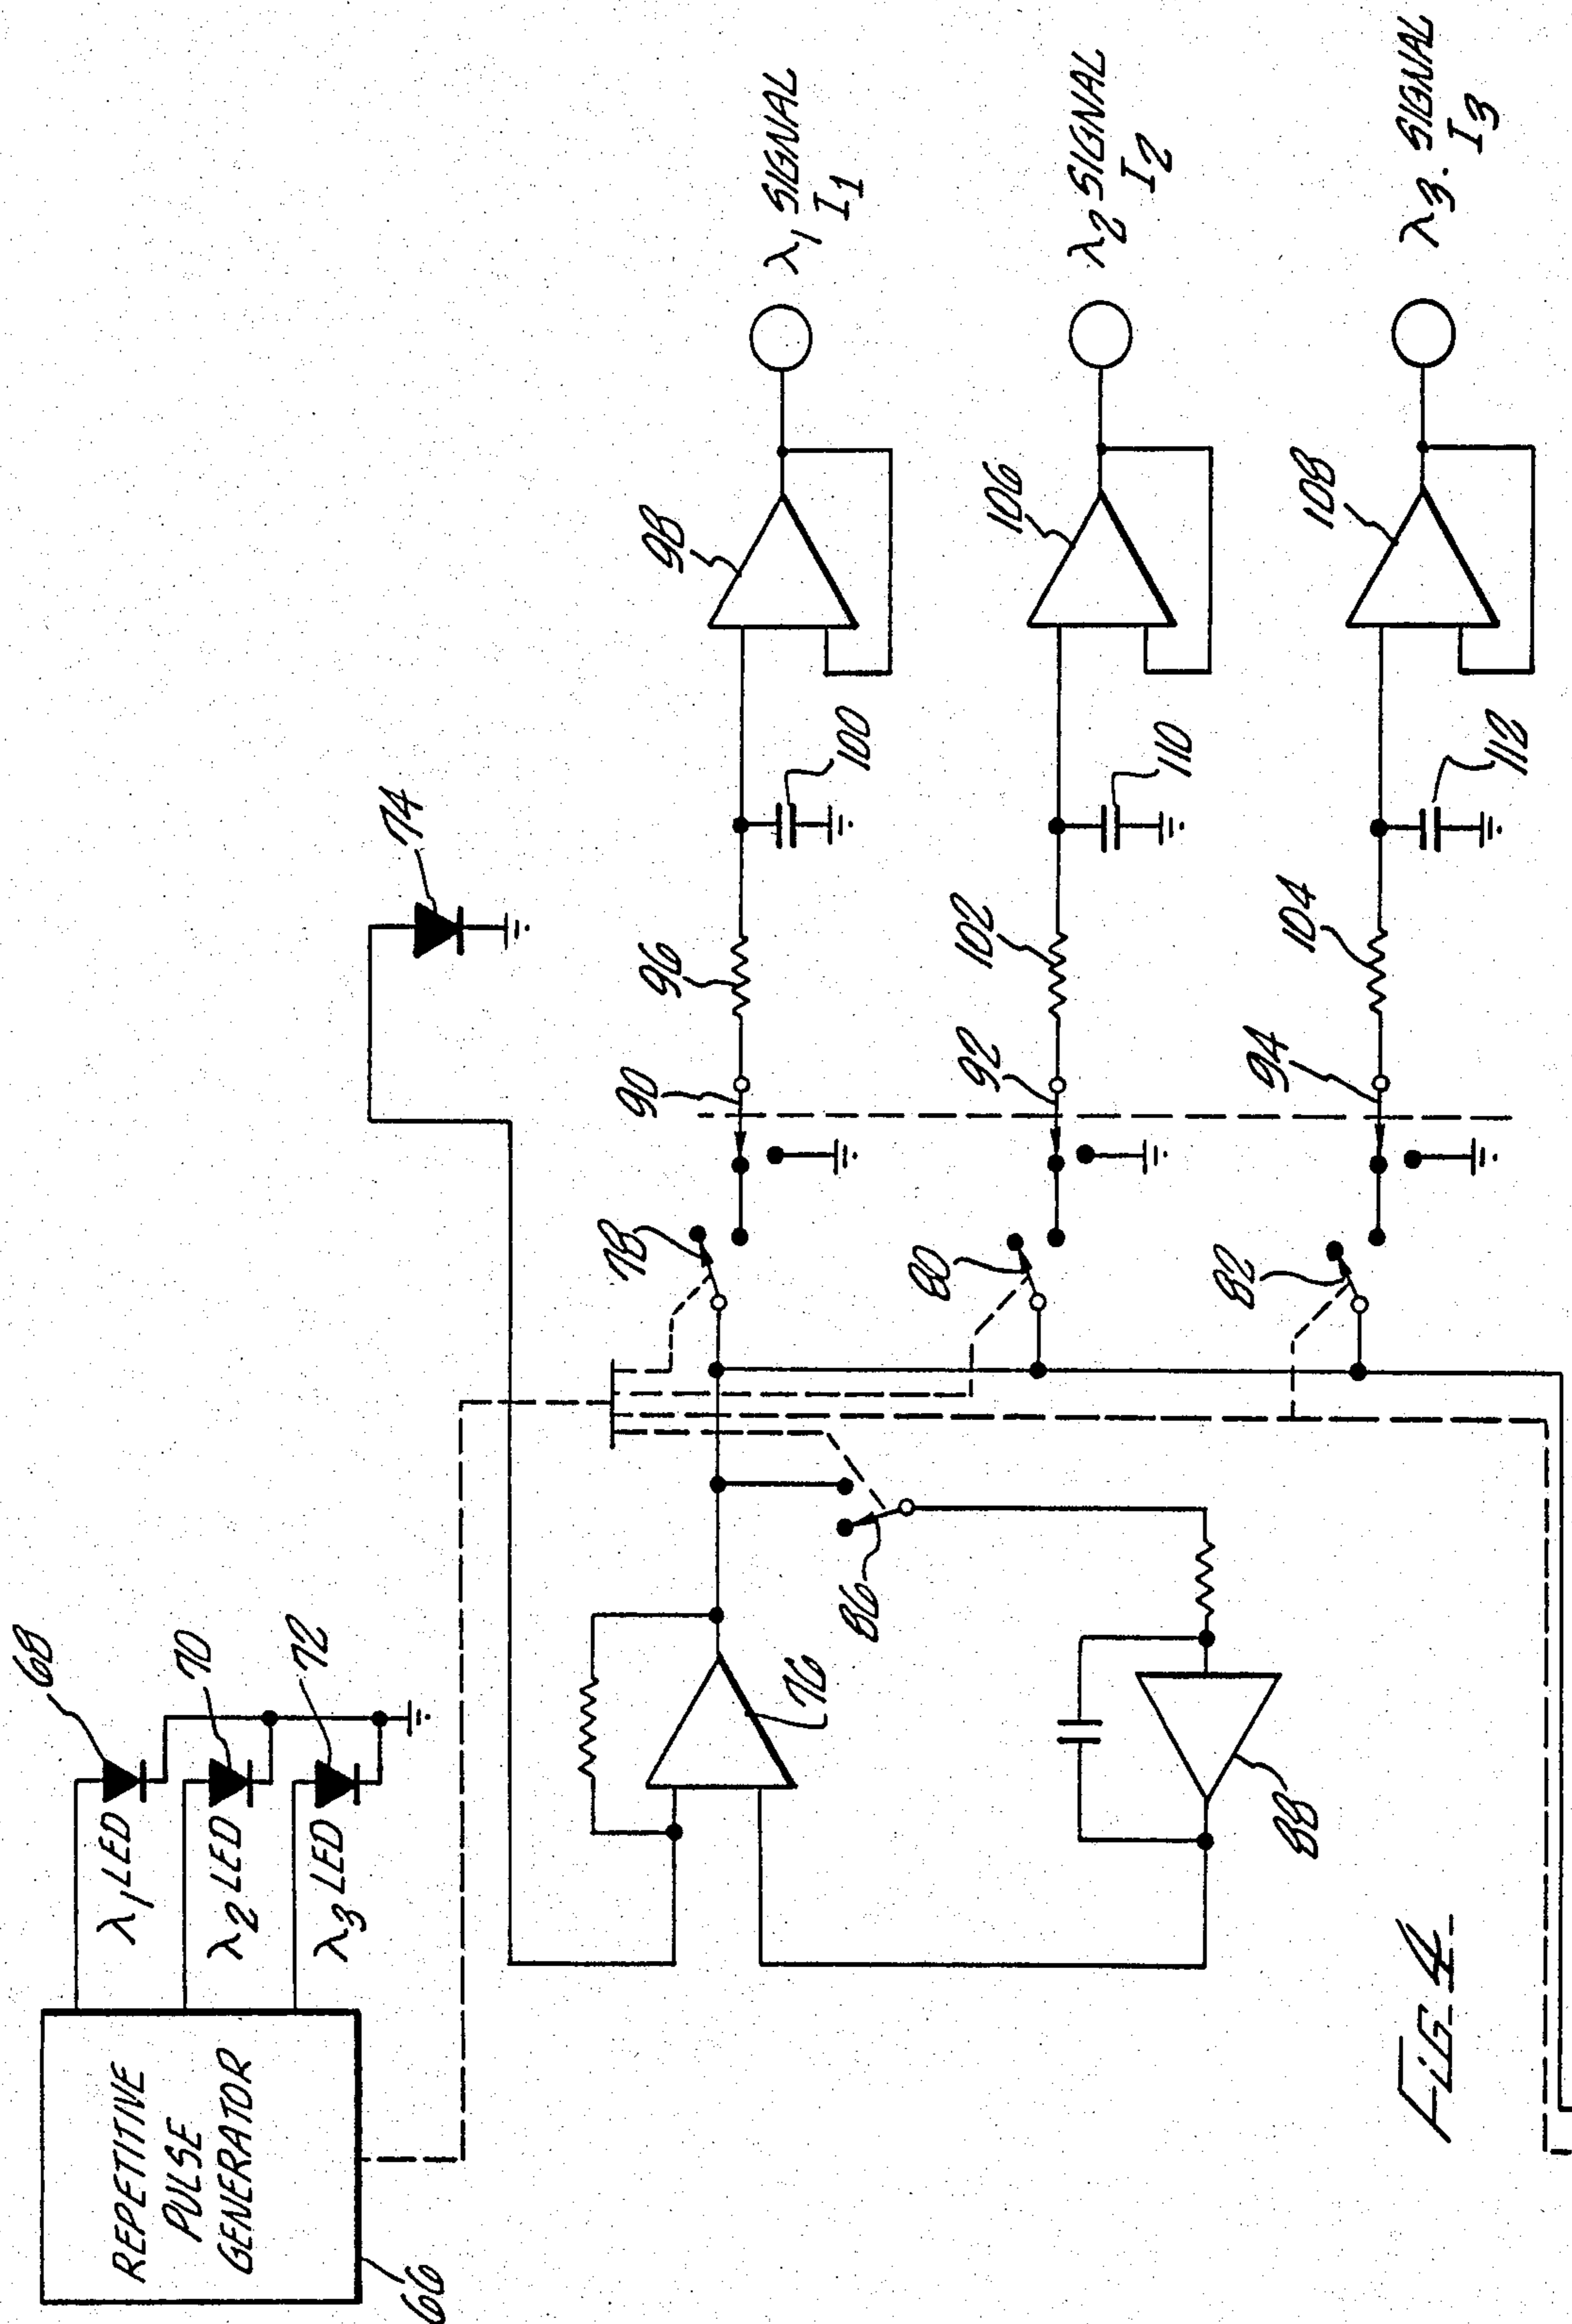 REPETITIVE
PULSE
GENERATOR
66
λ1 LED
68
λ2 LED
70
λ3 LED
72
74
76
86
88
78
80
82
90
92
94
96
102
104
100
110
112
98
106
108
λ1 SIGNAL
I1
λ2 SIGNAL
I2
λ3. SIGNAL
I3
FIG. 4